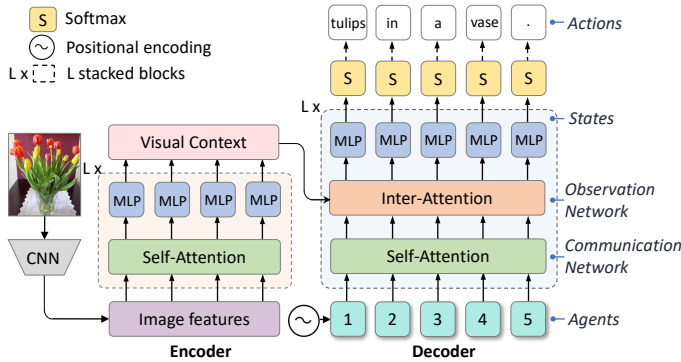 S Softmax
Positional encoding
L x L stacked blocks
tulips in a vase . Actions
S S S S S
L x
States
MLP MLP MLP MLP MLP
Visual Context
L x
MLP MLP MLP MLP
Inter-Attention
Observation
Network
CNN
Self-Attention
Self-Attention
Communication
Network
Image features
1 2 3 4 5
Agents
Encoder
Decoder